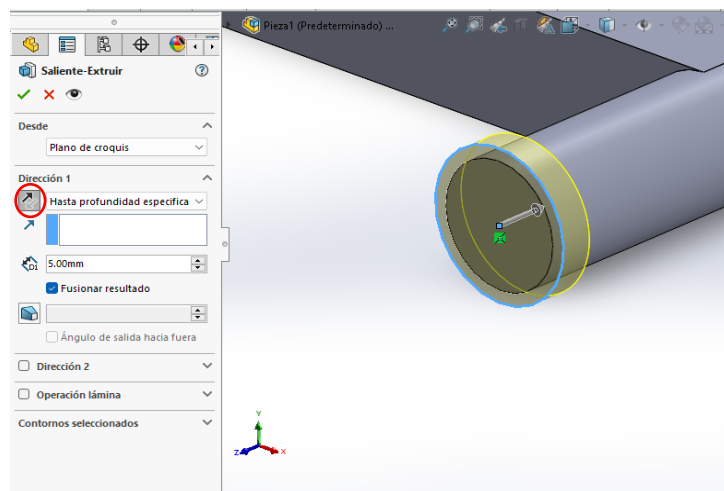 Pieza1 (Predeterminado) ...
Saliente-Extruir
Desde
Plano de croquis
Dirección 1
Hasta profundidad especifica
D1
5.00mm
Fusionar resultado
Ángulo de salida hacia fuera
Dirección 2
Operación lámina
Contornos seleccionados
Y
Z
X